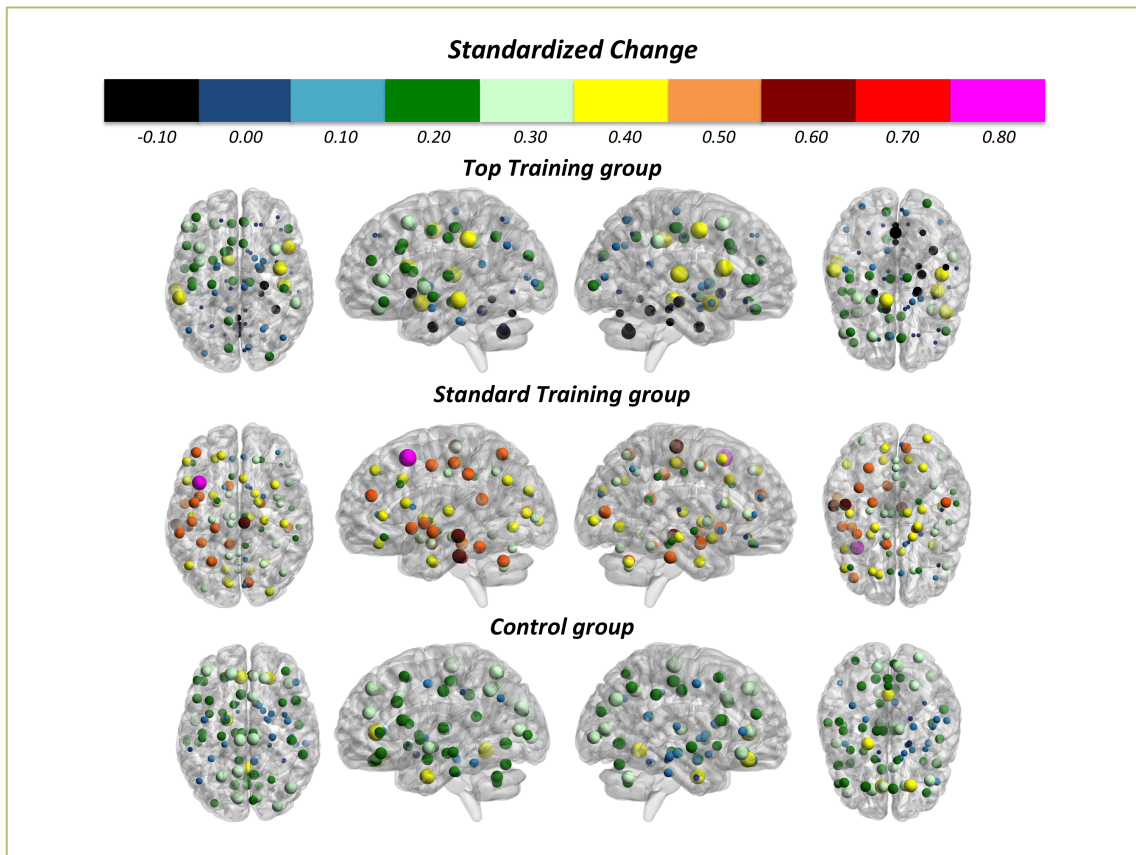 Standardized Change
-0.10 0.00 0.10 0.20 0.30 0.40 0.50 0.60 0.70 0.80
Top Training group
Standard Training group
Control group